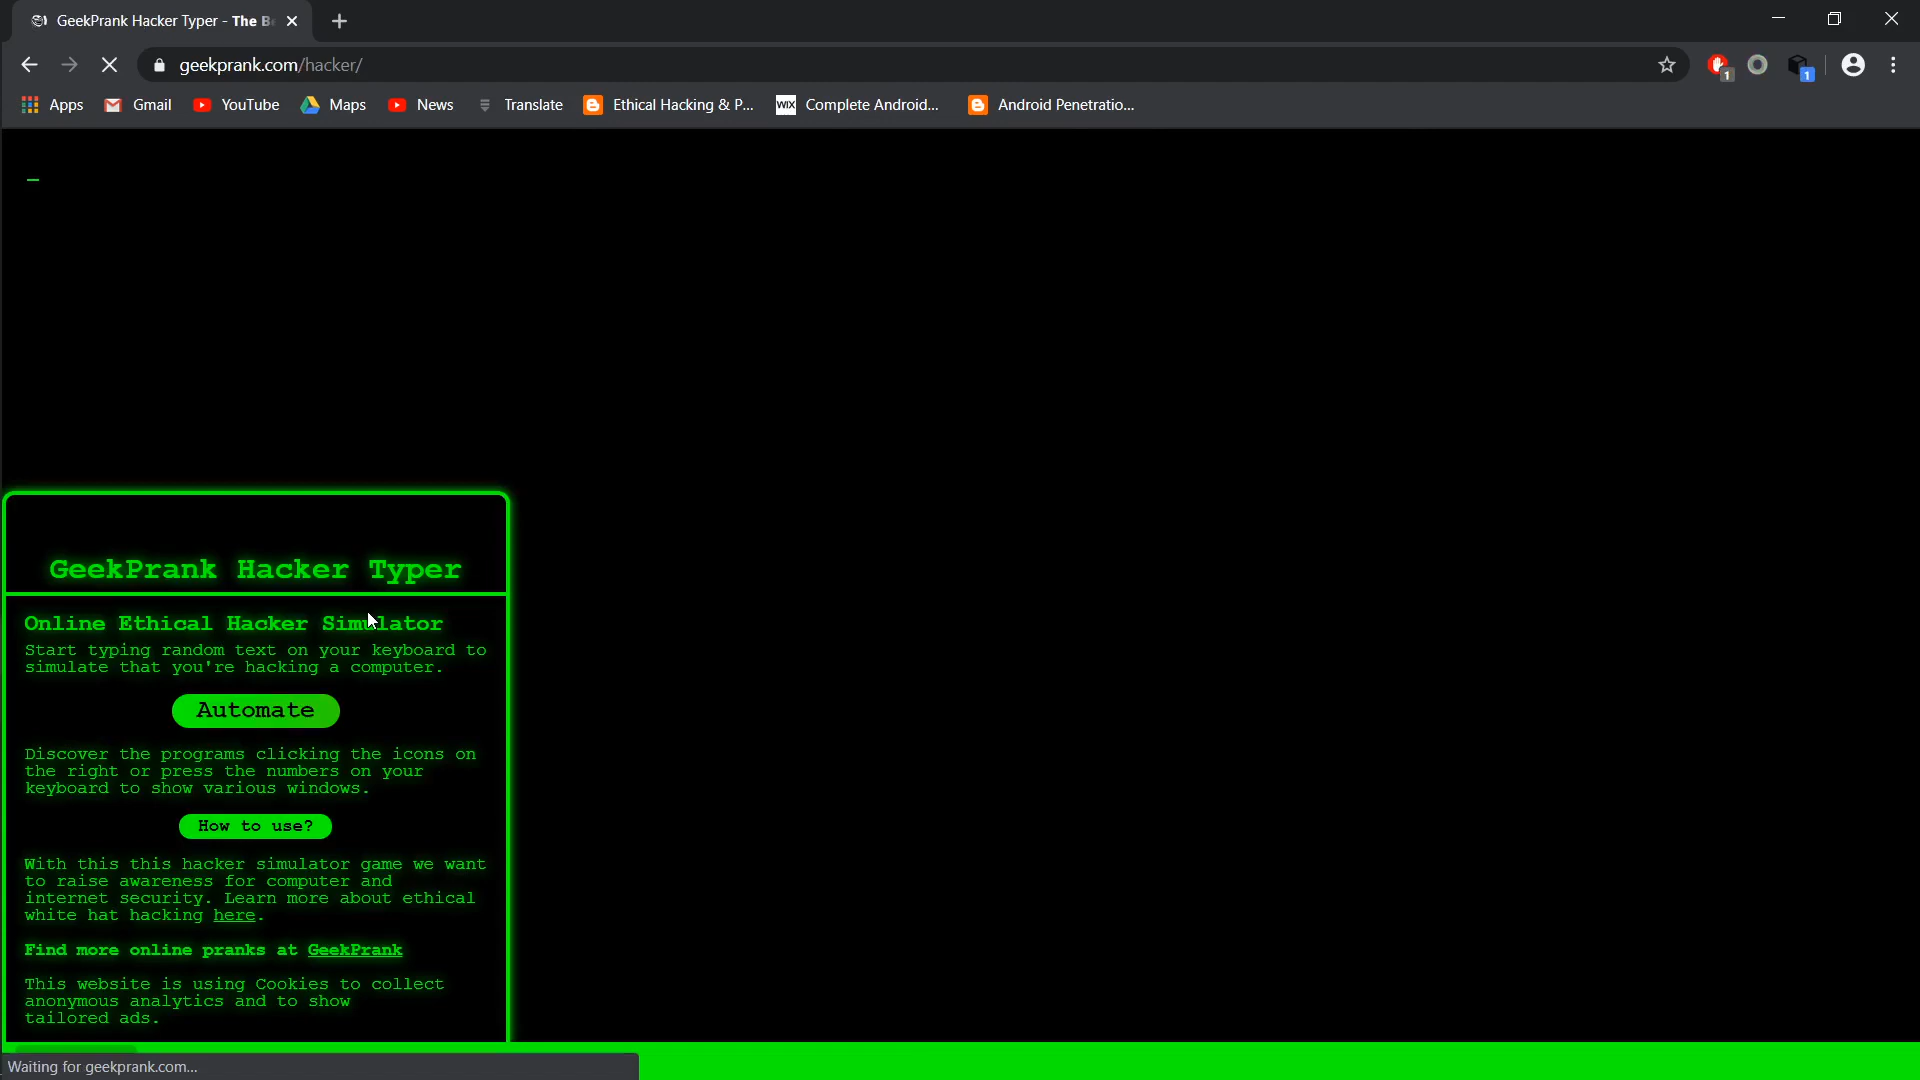 GeekPrank Hacker Typer - The B
geekprank.com/hacker/
1
1
Apps
Gmail
YouTube
Maps
News
Translate
Ethical Hacking & P...
WIX
Complete Android...
Android Penetratio...
GeekPrank Hacker Typer
Online Ethical Hacker Simulator
Start typing random text on your keyboard to
simulate that you're hacking a computer.
Automate
Discover the programs clicking the icons on
the right or press the numbers on your
keyboard to show various windows.
How to use?
With this this hacker simulator game we want
to raise awareness for computer and
internet security. Learn more about ethical
white hat hacking here.
Find more online pranks at GeekPrank
This website is using Cookies to collect
anonymous analytics and to show
tailored ads.
Waiting for geekprank.com...